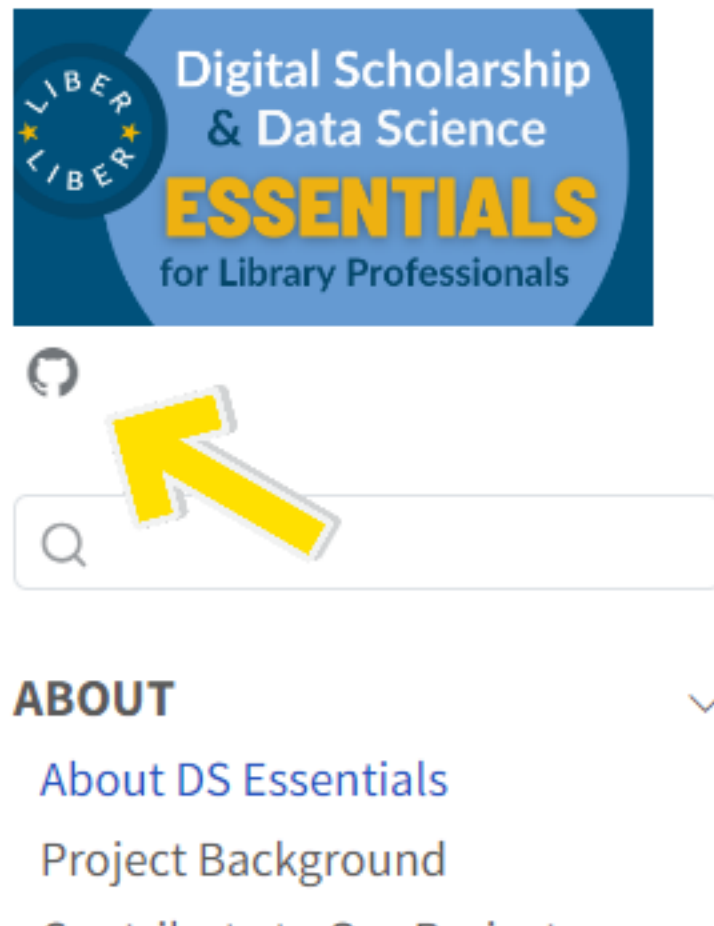 LIBER
LIBER
Digital Scholarship
& Data Science
ESSENTIALS
for Library Professionals
ABOUT
About DS Essentials
Project Background